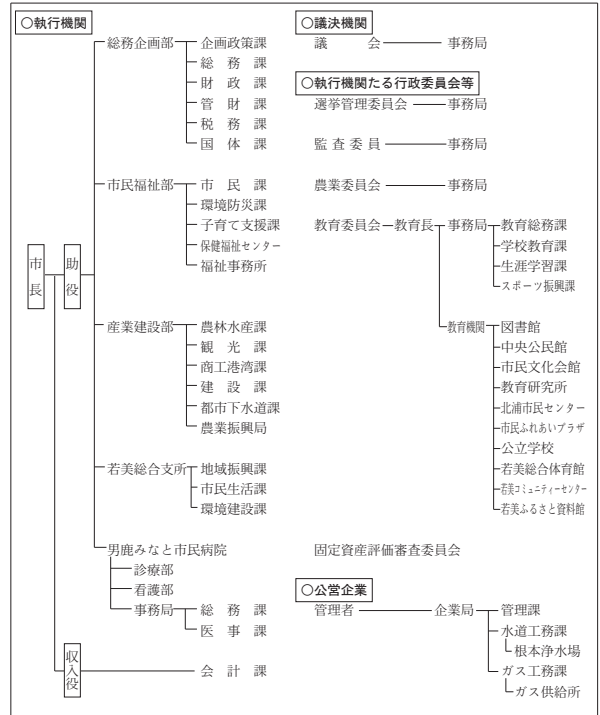 ○執行機関
市長
助役
総務企画部
企画政策課
総務課
財政課
管財課
税務課
国体課
市民福祉部
市民課
環境防災課
子育て支援課
保健福祉センター
福祉事務所
産業建設部
農林水産課
観光課
商工港湾課
建設課
都市下水道課
農業振興局
若美総合支所
地域振興課
市民生活課
環境建設課
男鹿みなと市民病院
診療部
看護部
事務局
総務課
医事課
収入役
会計課
○議決機関
議会 事務局
○執行機関たる行政委員会等
選挙管理委員会 事務局
監査委員 事務局
農業委員会 事務局
教育委員会 教育長 事務局
教育総務課
学校教育課
生涯学習課
スポーツ振興課
教育機関
図書館
中央公民館
市民文化会館
教育研究所
北浦市民センター
市民ふれあいプラザ
公立学校
若美総合体育館
若美コミュニティーセンター
若美ふるさと資料館
固定資産評価審査委員会
○公営企業
管理者 企業局
管理課
水道工務課
根本浄水場
ガス工務課
ガス供給所